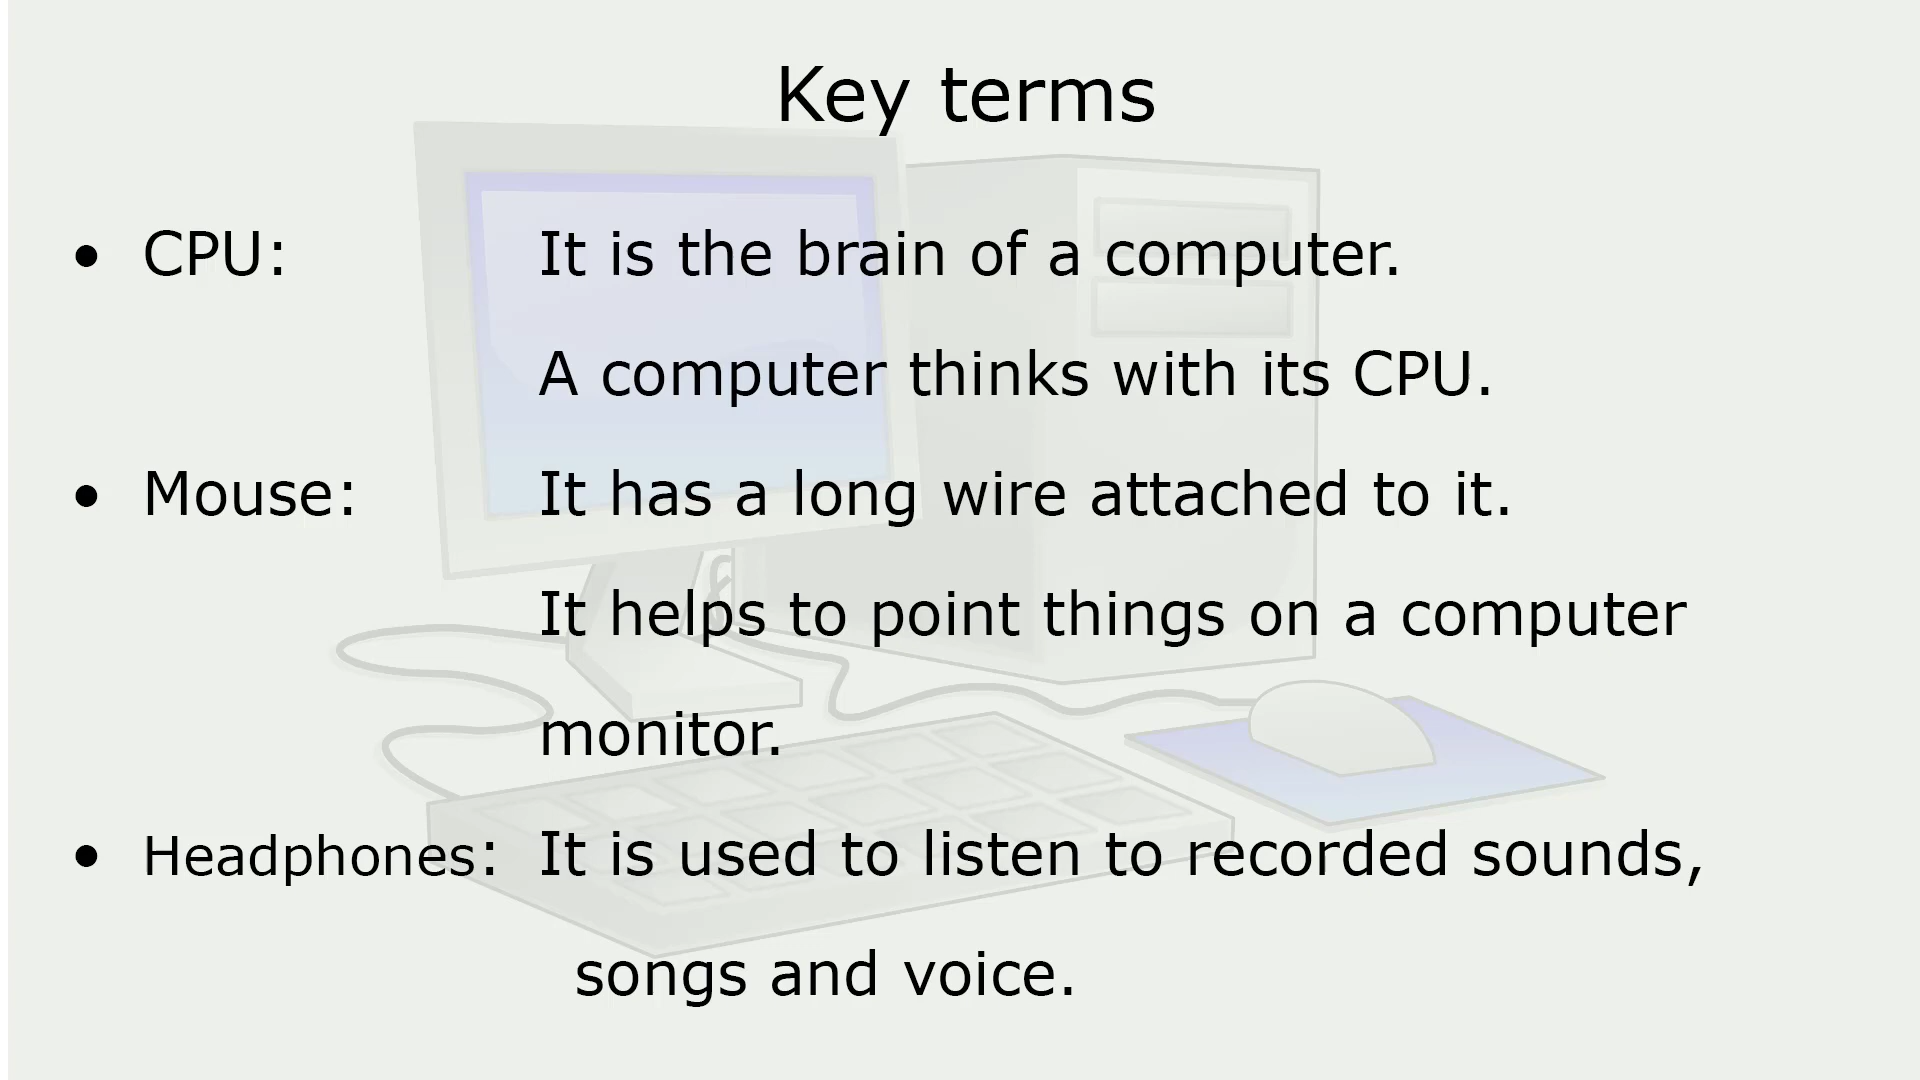 Key terms
• CPU: It is the brain of a computer.
A computer thinks with its CPU.
• Mouse: It has a long wire attached to it.
It helps to point things on a computer
monitor.
• Headphones: It is used to listen to recorded sounds,
songs and voice.